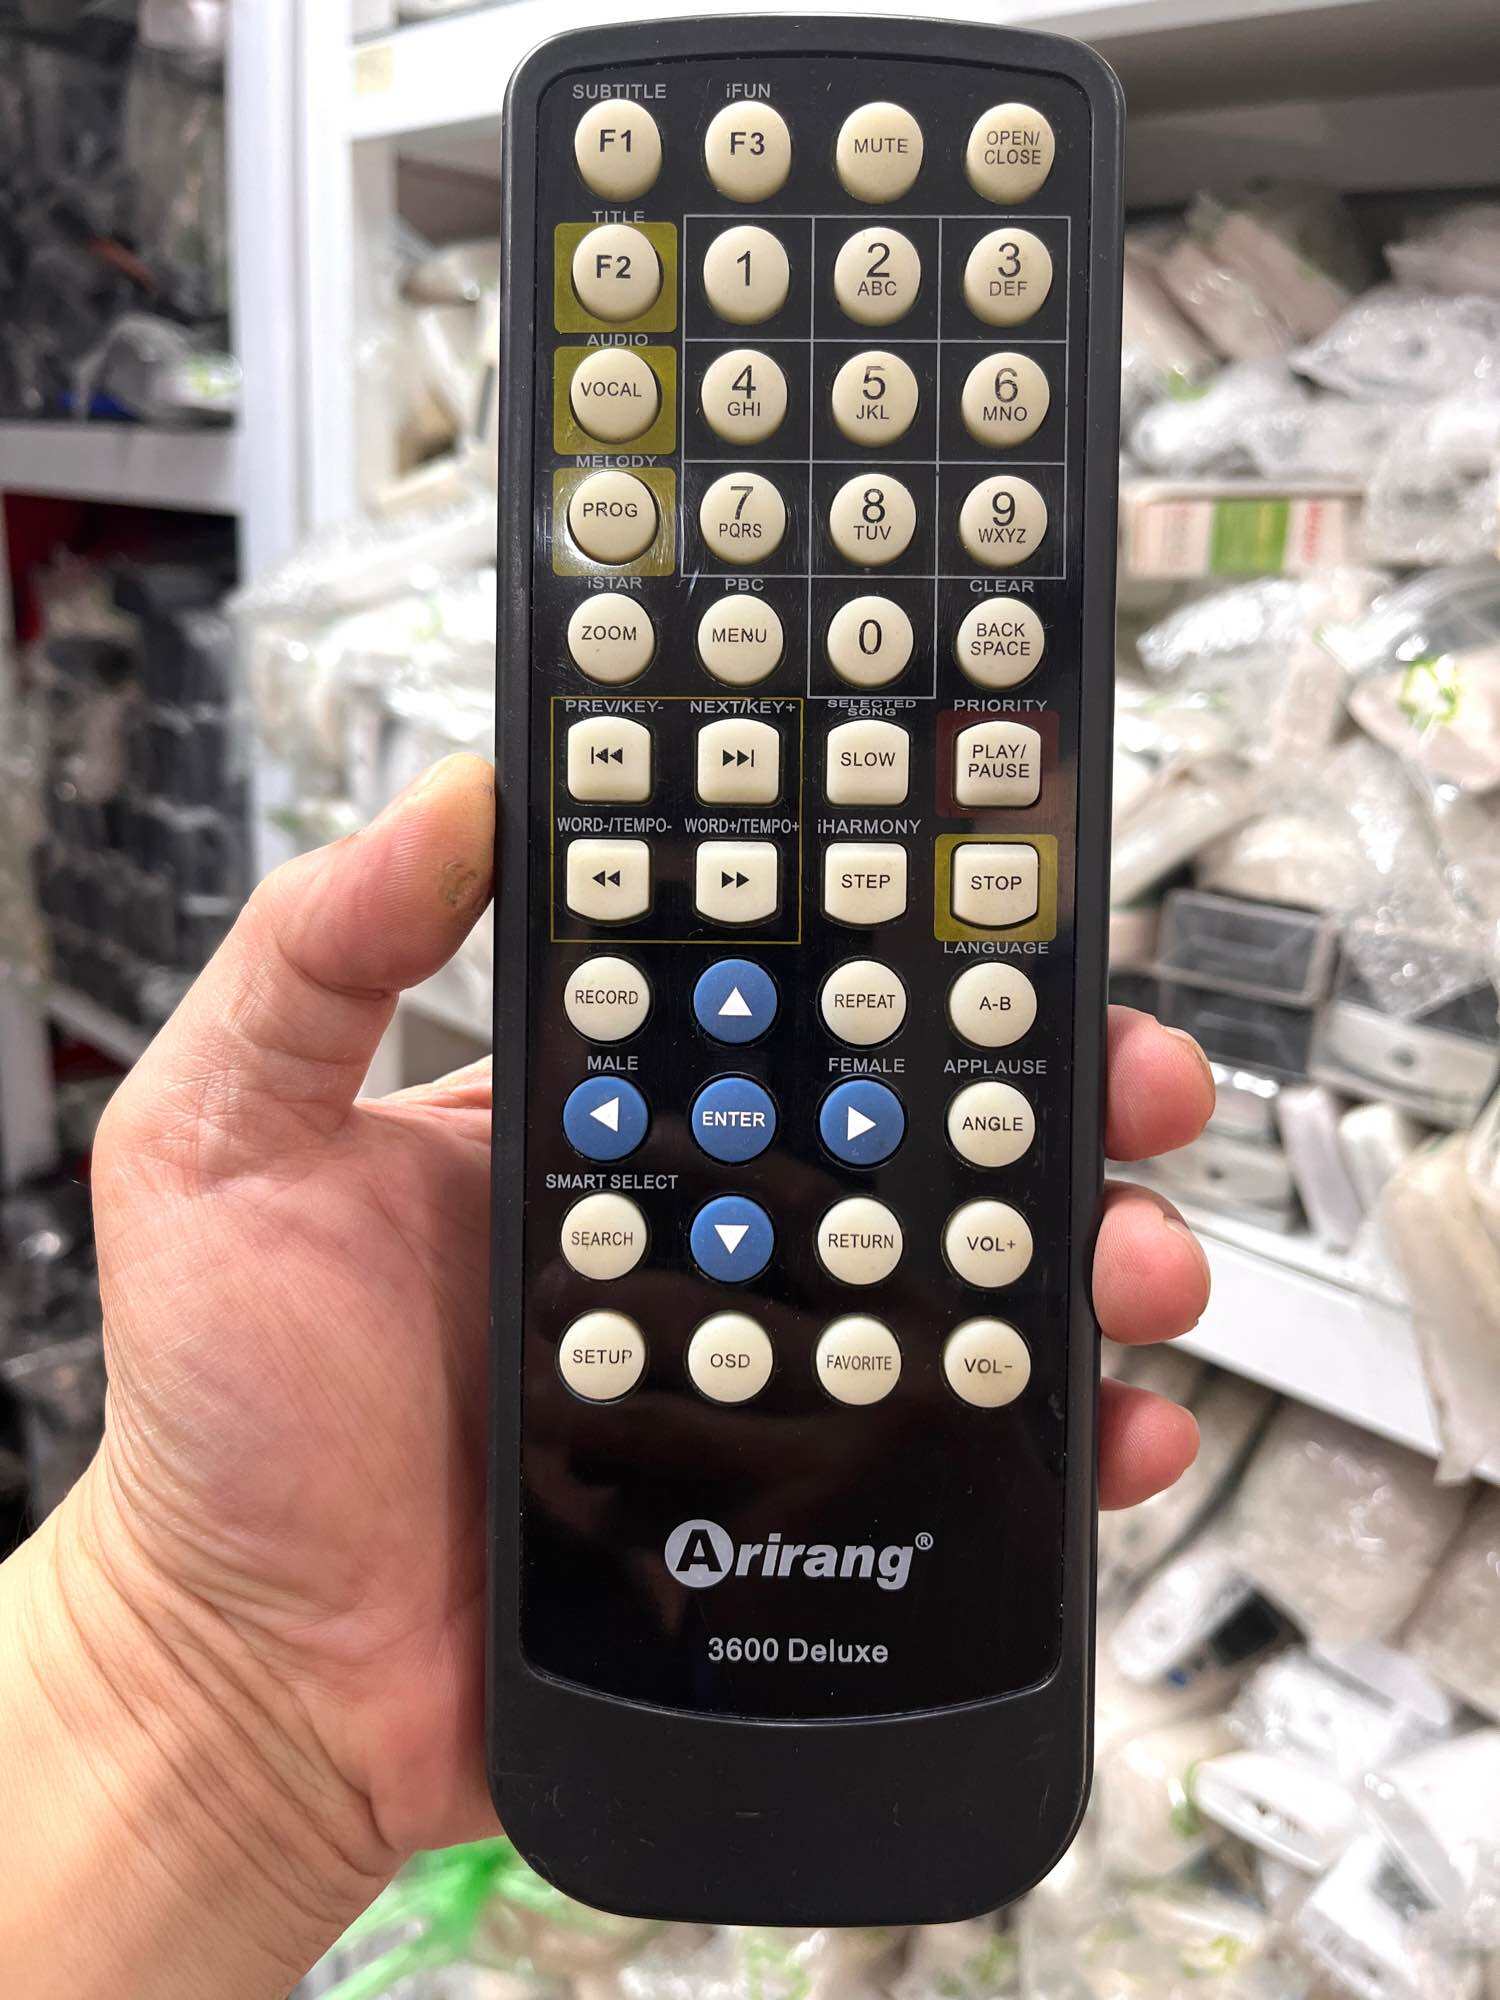 SUBTITLE iFUN
F1 F3 MUTE OPEN/
CLOSE
TITLE
F2 1 2 3
ABC DEF
AUDIO
VOCAL 4 5 6
GHI JKL MNO
MELODY
PROG 7 8 9
PQRS TUV WXYZ
iSTAR PBC CLEAR
ZOOM MENU 0 BACK
SPACE
PREV/KEY- NEXT/KEY+ SELECTED
SONG
PRIORITY
SLOW PLAY/
PAUSE
WORD-/TEMPO- WORD+/TEMPO+ iHARMONY
STEP STOP
LANGUAGE
RECORD REPEAT A-B
MALE FEMALE APPLAUSE
ENTER ANGLE
SMART SELECT
SEARCH RETURN VOL+
SETUP OSD FAVORITE VOL-
Arirang®
3600 Deluxe